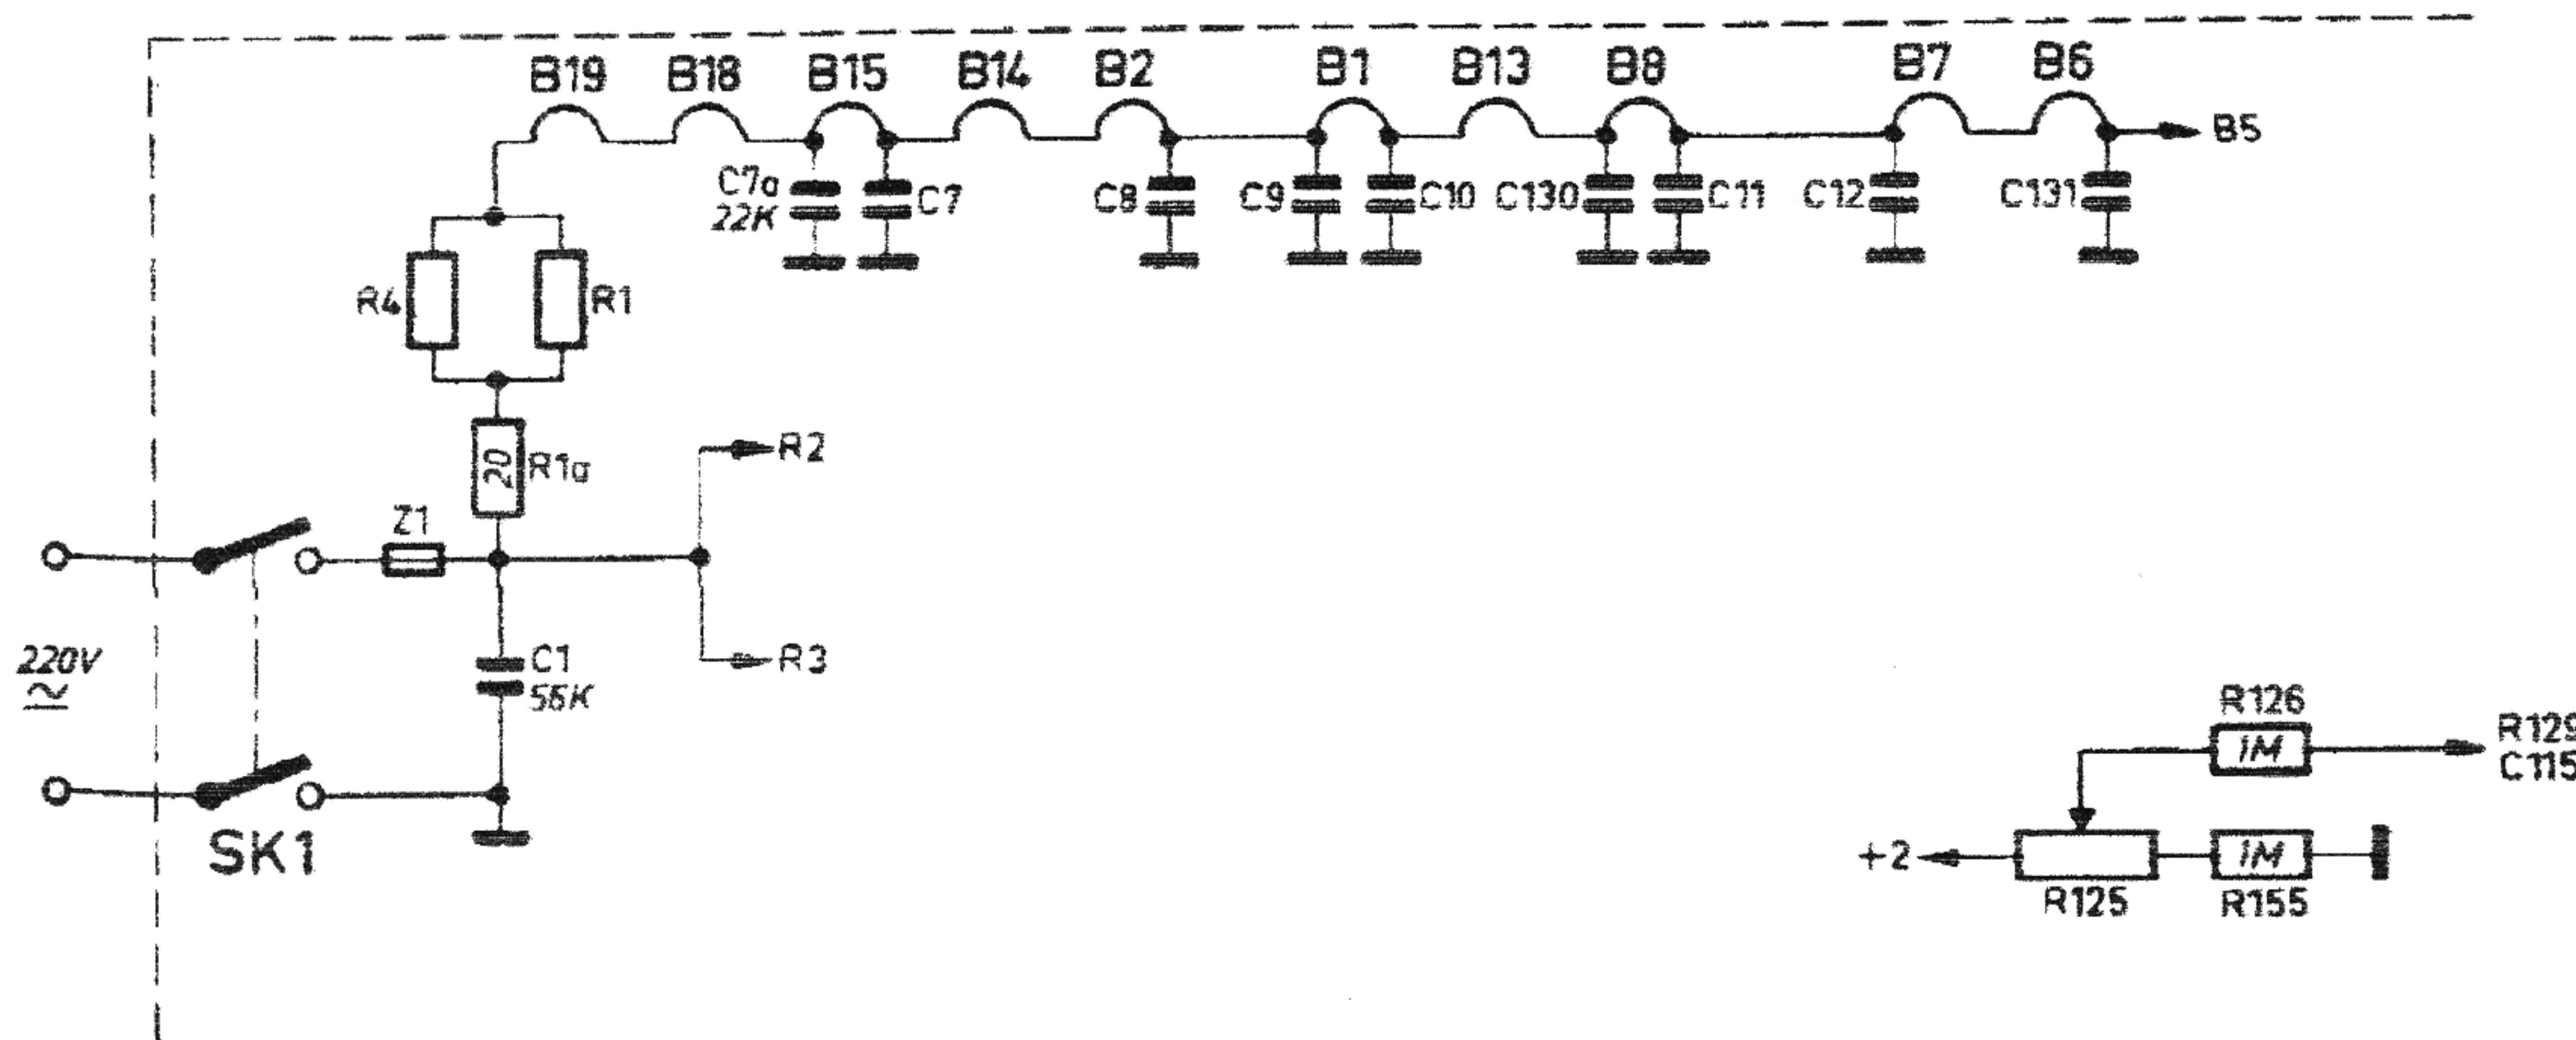 B19 B18 B15 B14 B2 B1 B13 B8 B7 B6
B5
C7a
22K
C7 C8 C9 C10 C130 C11 C12 C131
R4 R1
20 R1a
R2
Z1
220V
C1
56K
R3
SK1
R126
1M
R129
C115
+2
1M
R125 R155